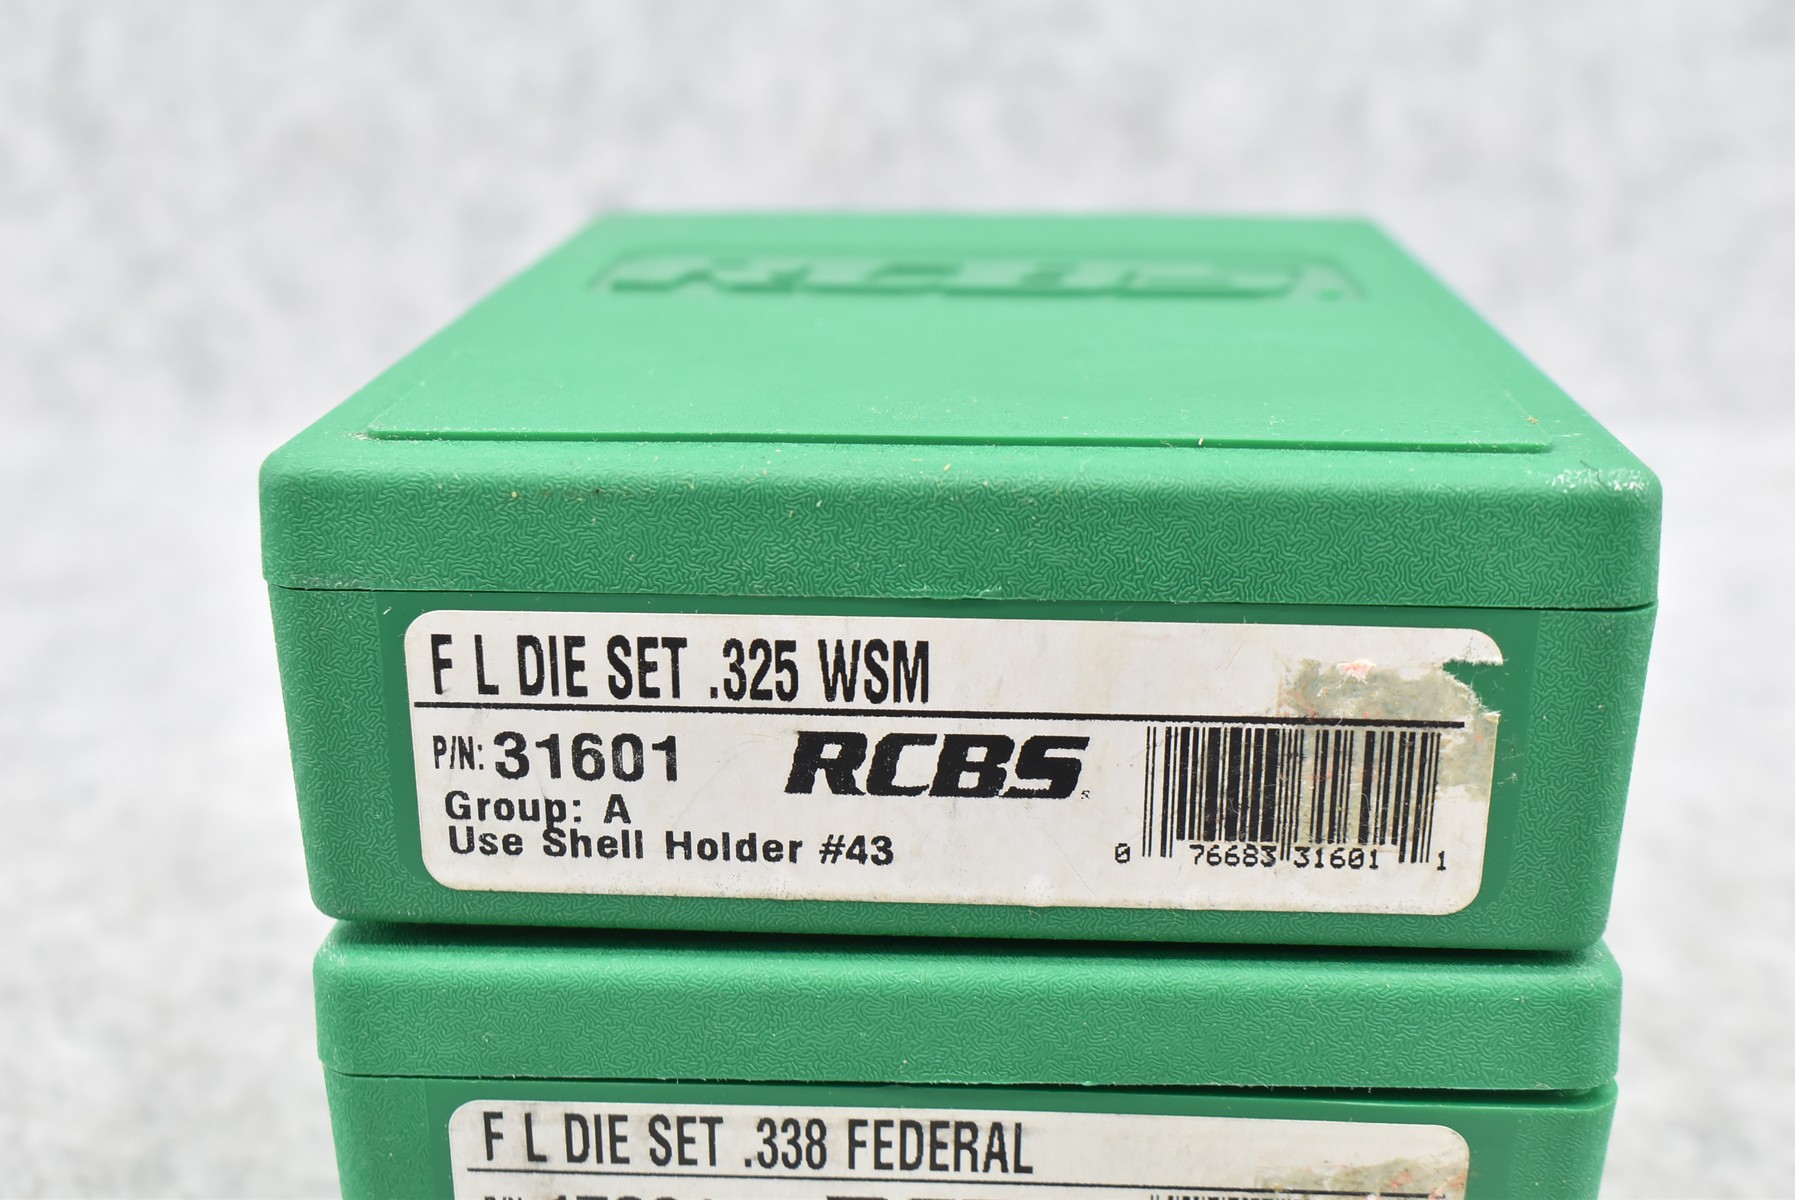 RCBS
F L DIE SET .325 WSM
P/N: 31601
RCBS
Group: A
Use Shell Holder #43
0 76683 31601 1
F L DIE SET .338 FEDERAL